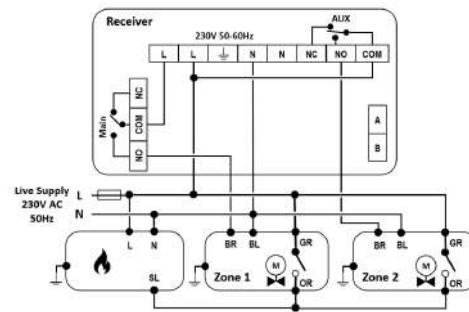 Receiver
AUX
230V 50-60Hz
L L N N NC NO COM
NC
Main
COM
NO
A
B
Live Supply
230V AC
50Hz
L
N
L N
SL
BR BL GR
M
Zone 1
OR
BR BL GR
M
Zone 2
OR